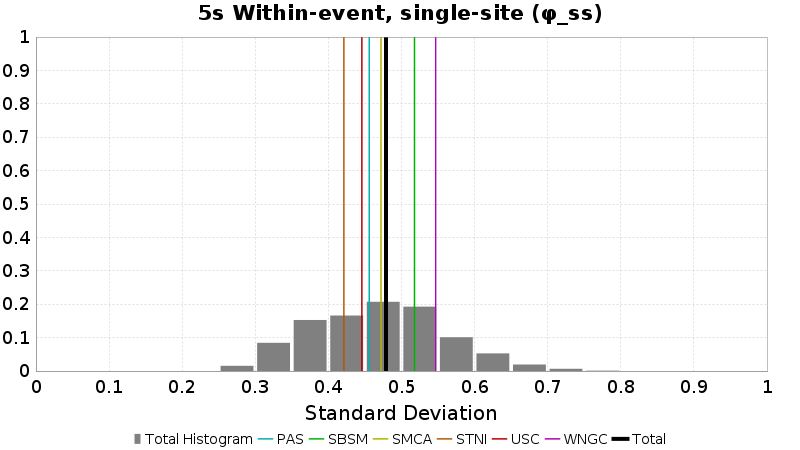 5s Within-event, single-site (φ_ss)
1
0.9
0.8
0.7
0.6
0.5
0.4
0.3
0.2
0.1
0
0 0.1 0.2 0.3 0.4 0.5 0.6 0.7 0.8 0.9 1
Standard Deviation
Total Histogram PAS SBSM SMCA STNI USC WNGC Total